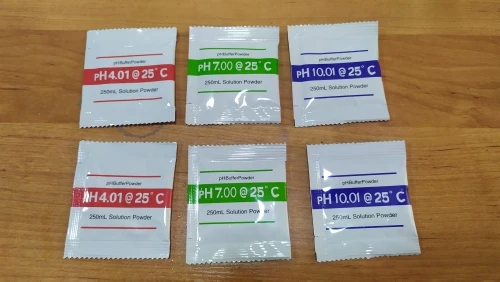 pHBufferPowder
pH 4.01 @ 25° C
250mL Solution Powder
pHBufferPowder
pH 7.00 @ 25° C
250mL Solution Powder
pHBufferPowder
pH 10.01 @ 25° C
250mL Solution Powder
pHBufferPowder
pH 4.01 @ 25° C
250mL Solution Powder
pHBufferPowder
pH 7.00 @ 25° C
250mL Solution Powder
pHBufferPowder
pH 10.01 @ 25° C
250mL Solution Powder